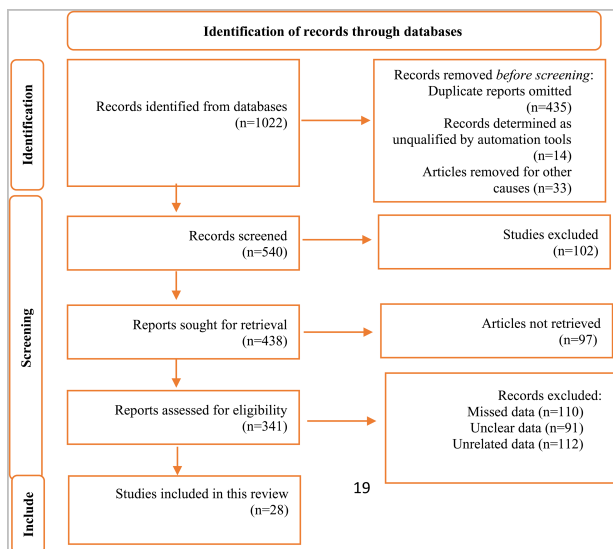 Identification of records through databases
Identification
Records identified from databases
(n=1022)
Records removed before screening:
Duplicate reports omitted
(n=435)
Records determined as
unqualified by automation tools
(n=14)
Articles removed for other
causes (n=33)
Screening
Records screened
(n=540)
Studies excluded
(n=102)
Reports sought for retrieval
(n=438)
Articles not retrieved
(n=97)
Reports assessed for eligibility
(n=341)
Records excluded:
Missed data (n=110)
Unclear data (n=91)
Unrelated data (n=112)
Include
Studies included in this review
(n=28)
19